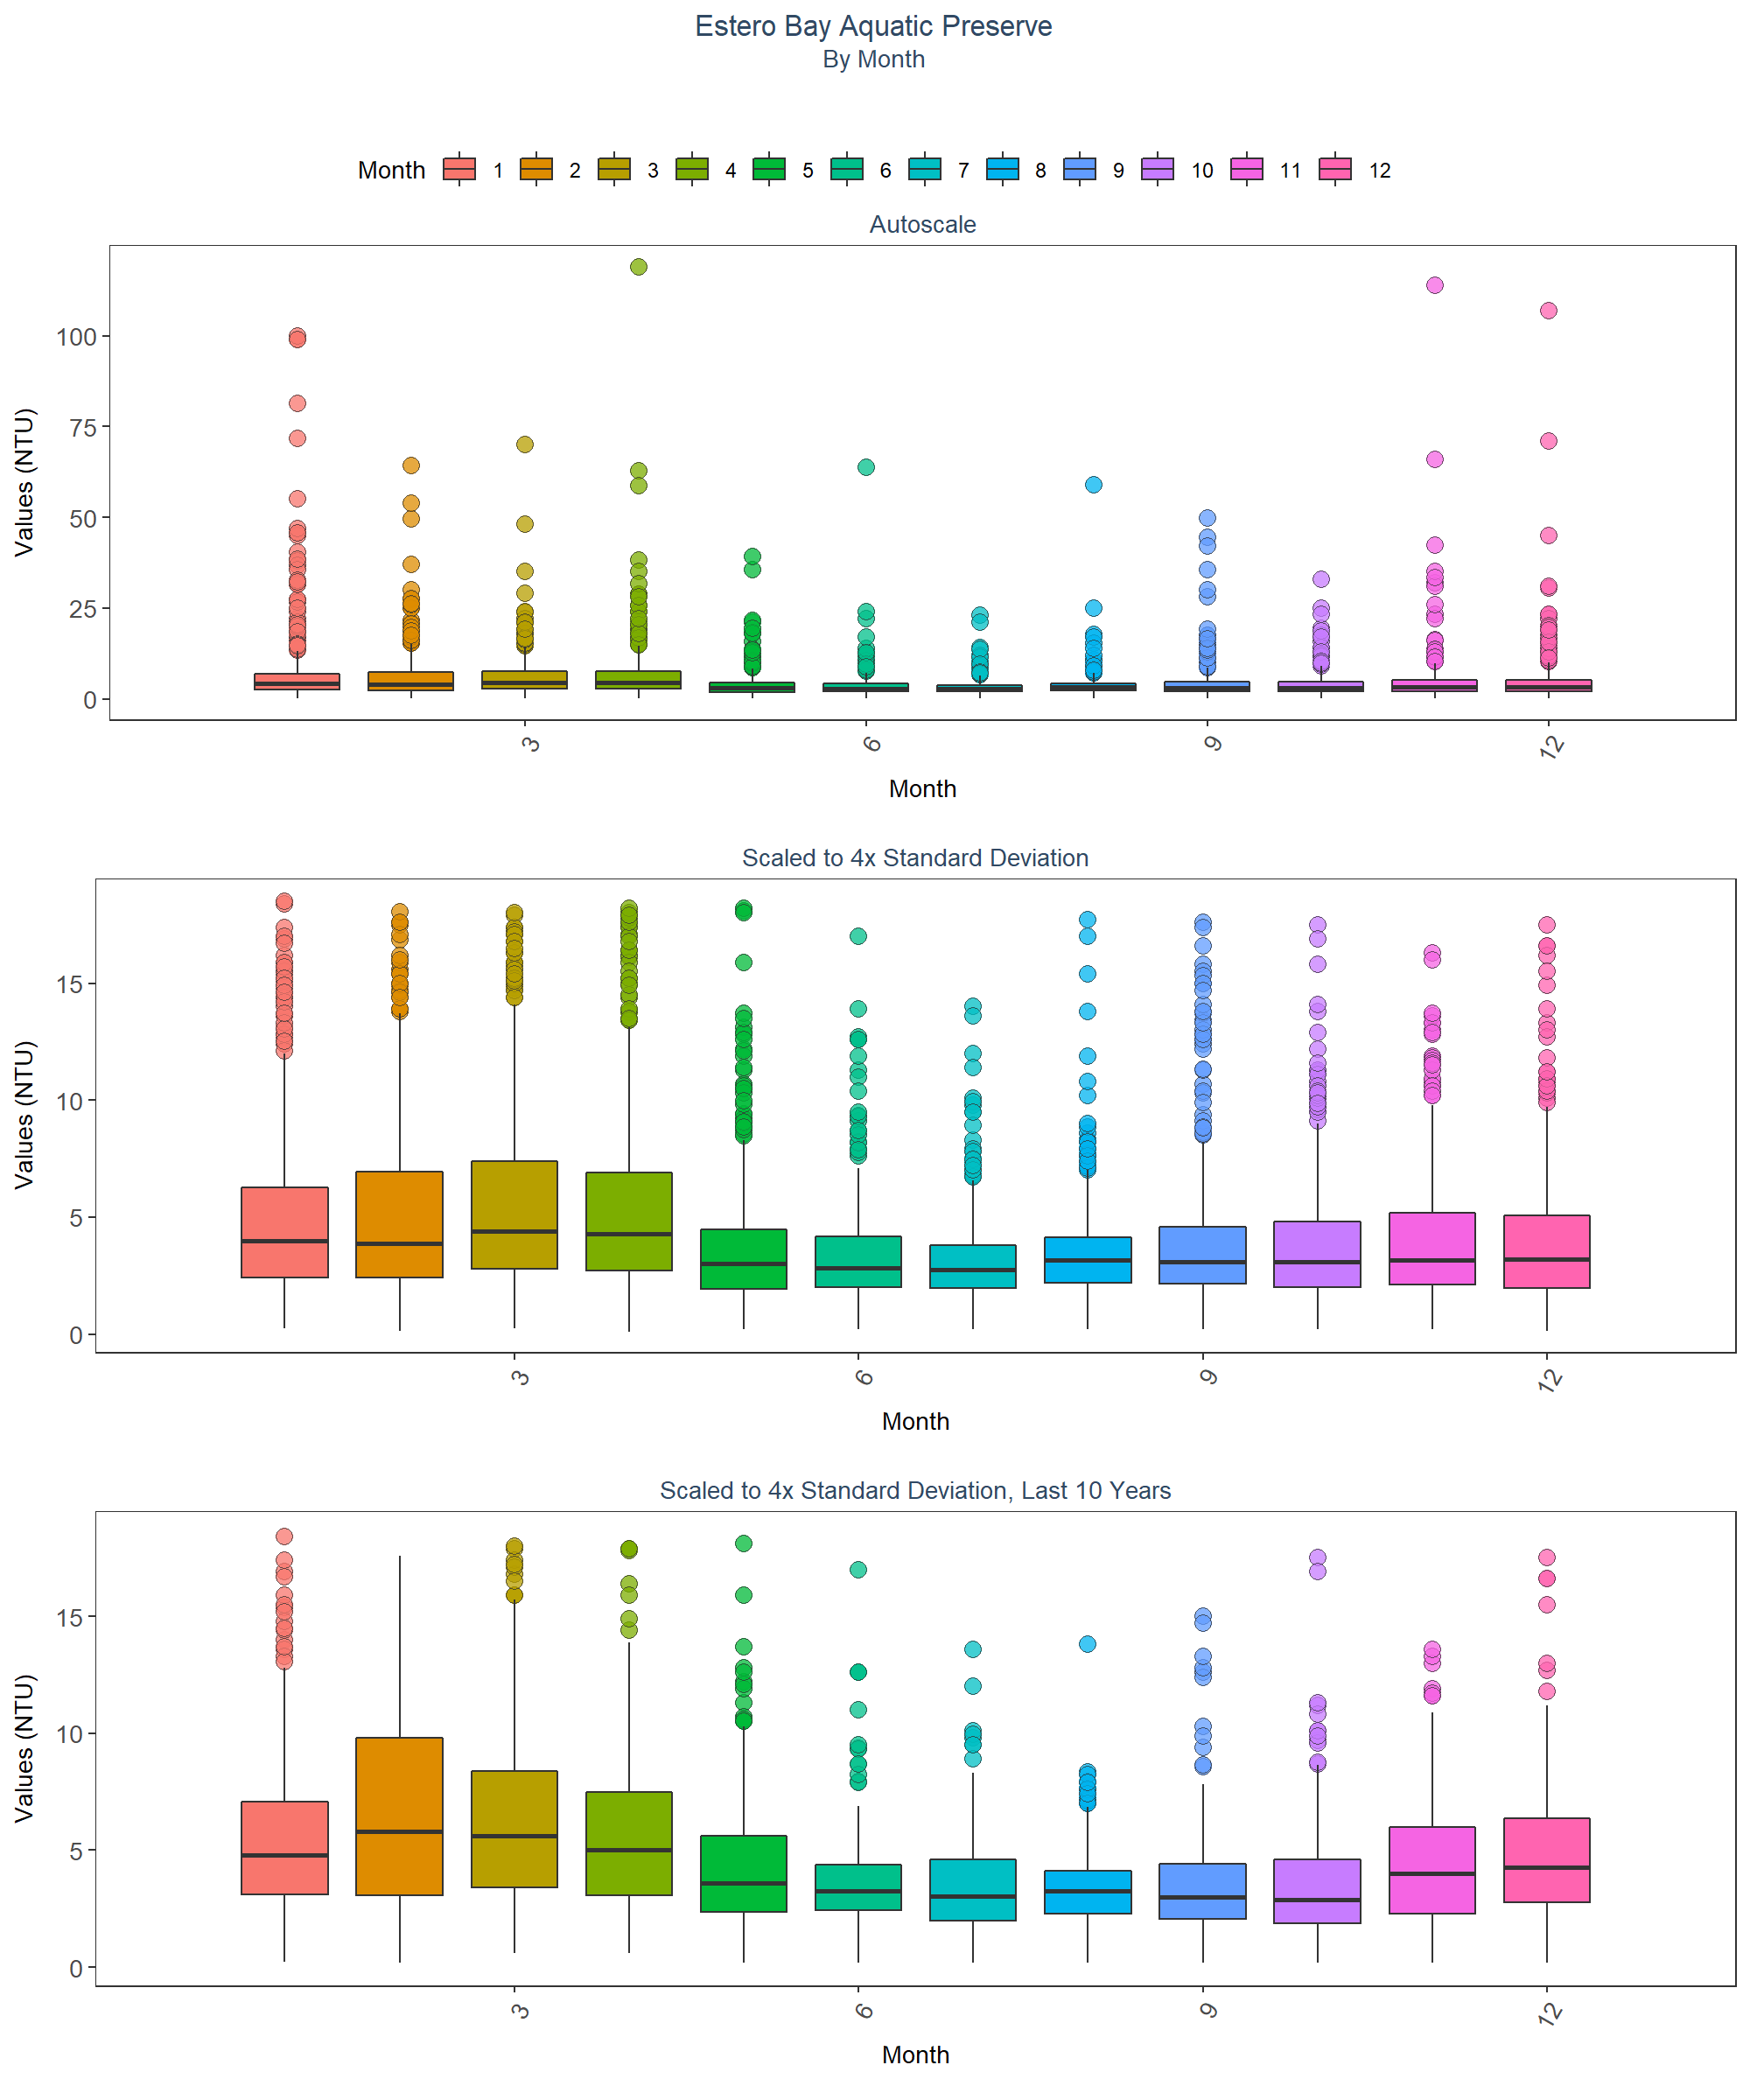 Estero Bay Aquatic Preserve
By Month
Month 1 2 3 4 5 6 7 8 9 10 11 12
Autoscale
Values (NTU)
100
75
50
25
0
3 6 9 12
Month
Scaled to 4x Standard Deviation
Values (NTU)
15
10
5
0
3 6 9 12
Month
Scaled to 4x Standard Deviation, Last 10 Years
Values (NTU)
15
10
5
0
3 6 9 12
Month